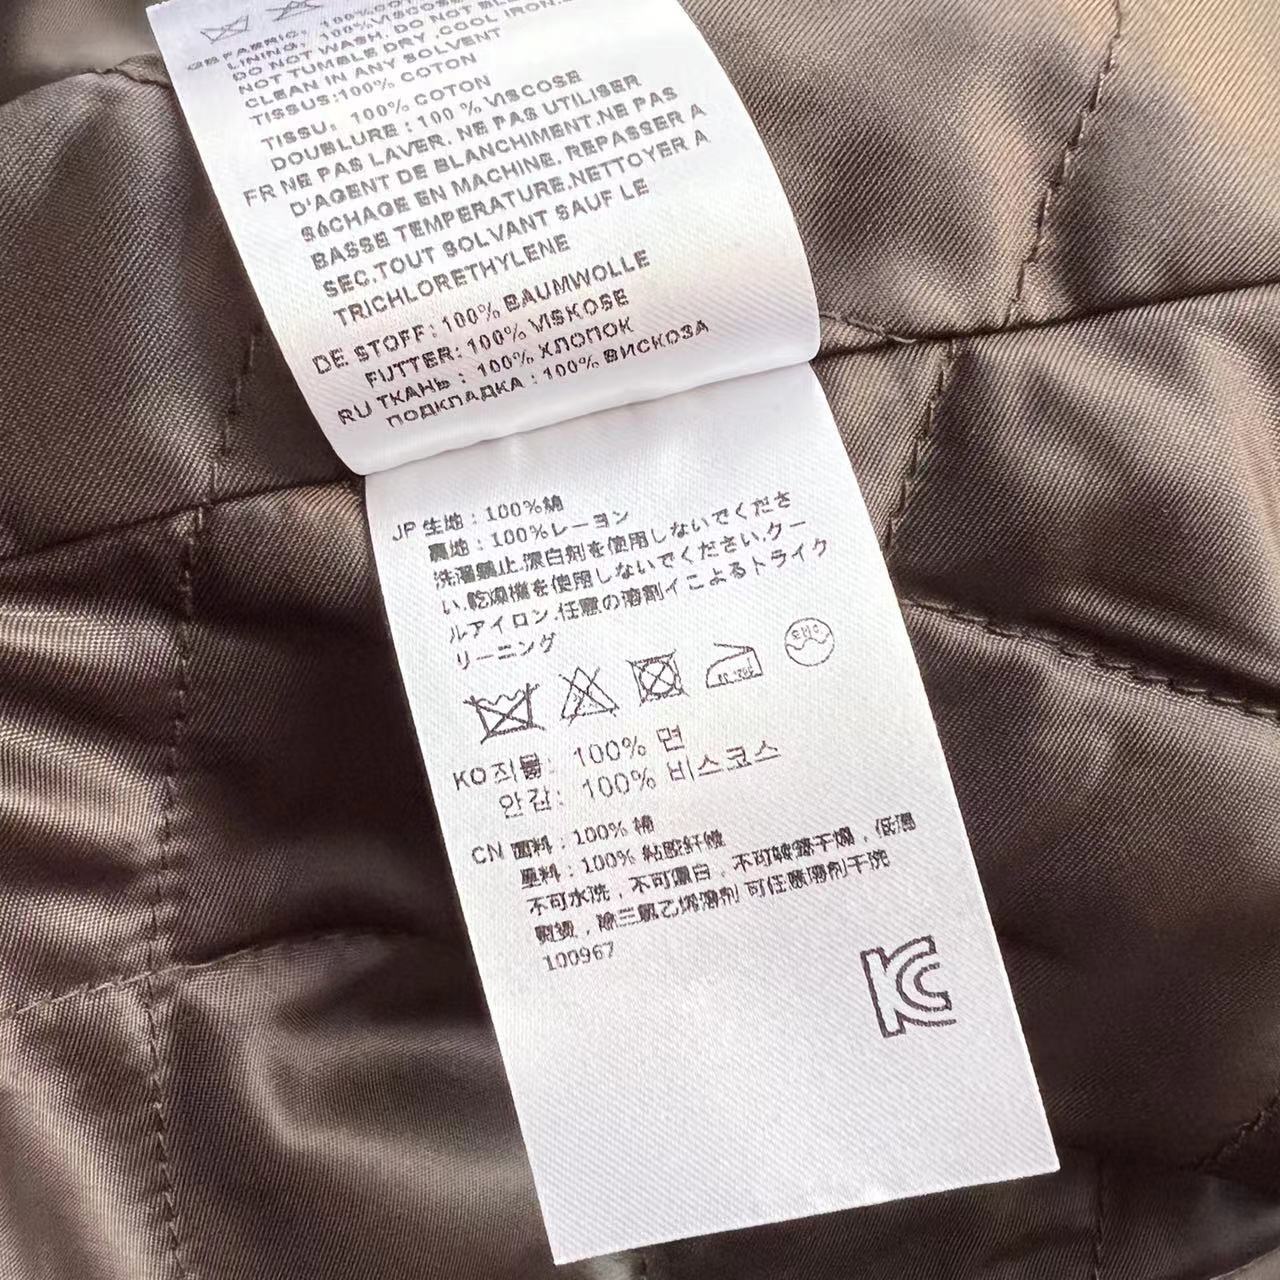 GB FABRIC: 100%COT
LINING: 100%VISCOS
DO NOT WASH. DO NOT BL
NOT TUMBLE DRY .COOL IRON.
CLEAN IN ANY SOLVENT
TISSUS:100% COTON
TISSU: 100% COTON
DOUBLURE : 100 % VISCOSE
FR NE PAS LAVER, NE PAS UTILISER
D'AGENT DE BLANCHIMENT.NE PAS
SéCHAGE EN MACHINE. REPASSER A
BASSE TEMPERATURE.NETTOYER A
SEC.TOUT SOLVANT SAUF LE
TRICHLORETHYLENE
DE STOFF: 100% BAUMWOLLE
FUTTER: 100% VISKOSE
RU ТКАНЬ : 100% ХЛОПОК
ПОДКЛАДКА : 100% ВИСКОЗА
JP 生地 : 100%綿
裏地 : 100%レーヨン
洗濯禁止.漂白剤を使用しないでくださ
い.乾燥機を使用しないでください.クー
ルアイロン.任意の溶剤イこよるトライク
リーニング
KO 직물: 100% 면
안감: 100% 비스코스
CN 面料 : 100% 棉
里料 : 100% 粘胶纤维
不可水洗，不可漂白，不可转笼干燥，低温
熨烫，除三氯乙烯溶剂 可任意溶剂干洗
100967
KC